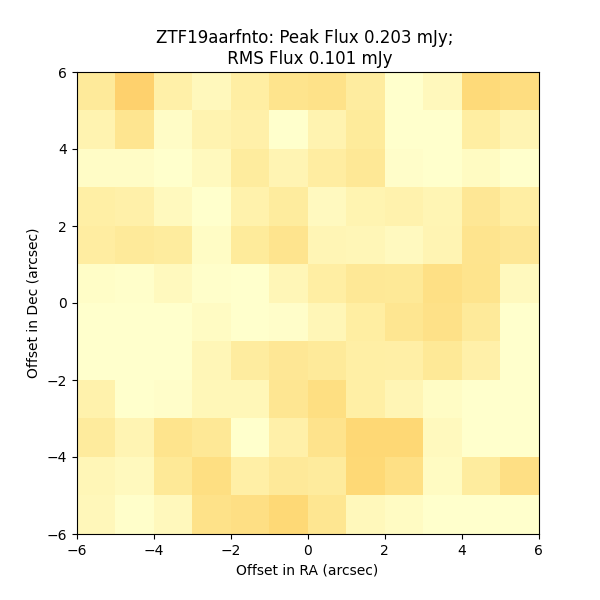 ZTF19aarfnto: Peak Flux 0.203 mJy;
RMS Flux 0.101 mJy
6
4
2
0
−2
−4
−6
Offset in Dec (arcsec)
−6 −4 −2 0 2 4 6
Offset in RA (arcsec)